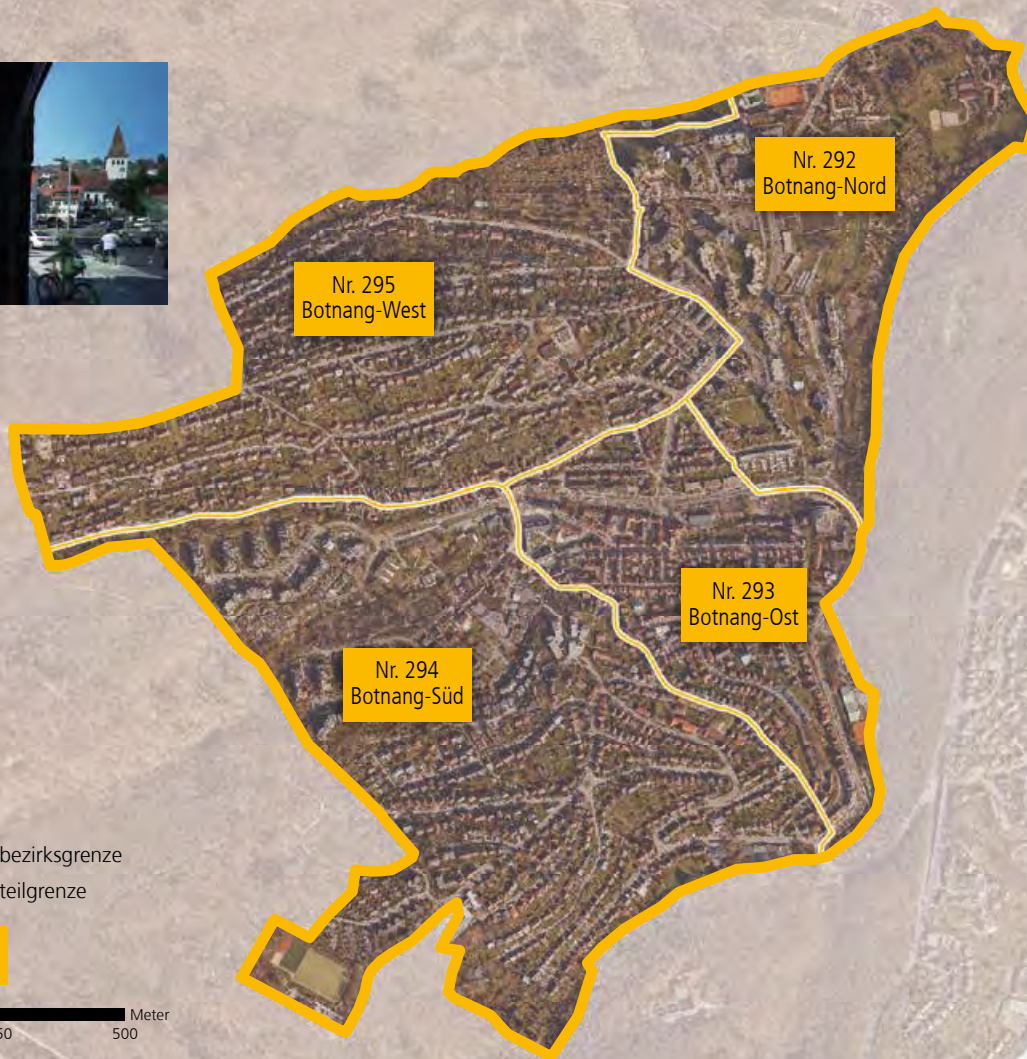 Nr. 292
Botnang-Nord
Nr. 295
Botnang-West
Nr. 293
Botnang-Ost
Nr. 294
Botnang-Süd
bezirksgrenze
teilgrenze
Meter
50 500